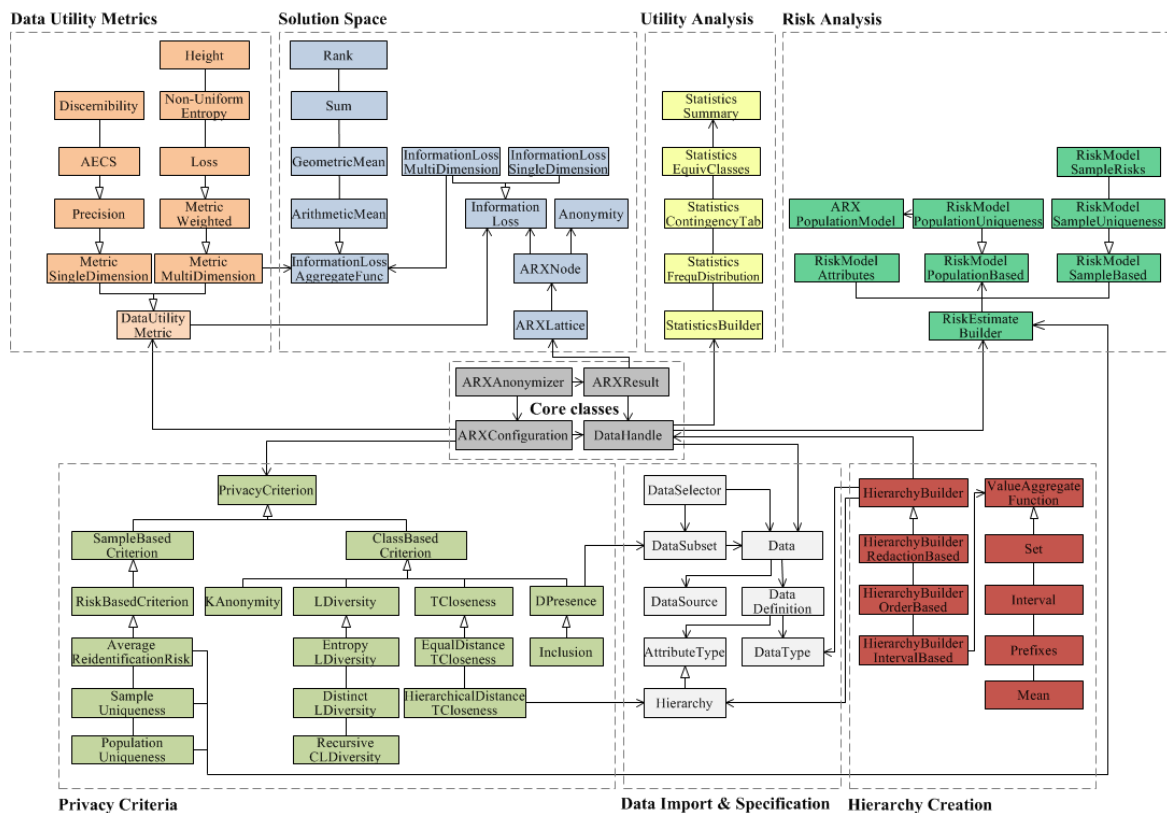 Data Utility Metrics
Solution Space
Utility Analysis
Risk Analysis
Height
Discernibility
Non-Uniform
Entropy
AECS
Loss
Precision
Metric
Weighted
Metric
SingleDimension
Metric
MultiDimension
DataUtility
Metric
Rank
Sum
GeometricMean
ArithmeticMean
InformationLoss
AggregateFunc
InformationLoss
MultiDimension
InformationLoss
SingleDimension
Information
Loss
Anonymity
ARXNode
ARXLattice
Statistics
Summary
Statistics
EquivClasses
Statistics
ContingencyTab
Statistics
FrequDistribution
StatisticsBuilder
RiskModel
SampleRisks
ARX
PopulationModel
RiskModel
PopulationUniqueness
RiskModel
SampleUniqueness
RiskModel
Attributes
RiskModel
PopulationBased
RiskModel
SampleBased
RiskEstimate
Builder
ARXAnonymizer
ARXResult
Core classes
ARXConfiguration
DataHandle
PrivacyCriterion
SampleBased
Criterion
ClassBased
Criterion
RiskBasedCriterion
KAnonymity
LDiversity
TCloseness
DPresence
Average
ReidentificationRisk
Entropy
LDiversity
EqualDistance
TCloseness
Inclusion
Sample
Uniqueness
Distinct
LDiversity
HierarchicalDistance
TCloseness
Population
Uniqueness
Recursive
CLDiversity
DataSelector
DataSubset
Data
DataSource
Data
Definition
AttributeType
DataType
Hierarchy
HierarchyBuilder
ValueAggregate
Function
HierarchyBuilder
RedactionBased
Set
HierarchyBuilder
OrderBased
Interval
HierarchyBuilder
IntervalBased
Prefixes
Mean
Privacy Criteria
Data Import & Specification
Hierarchy Creation